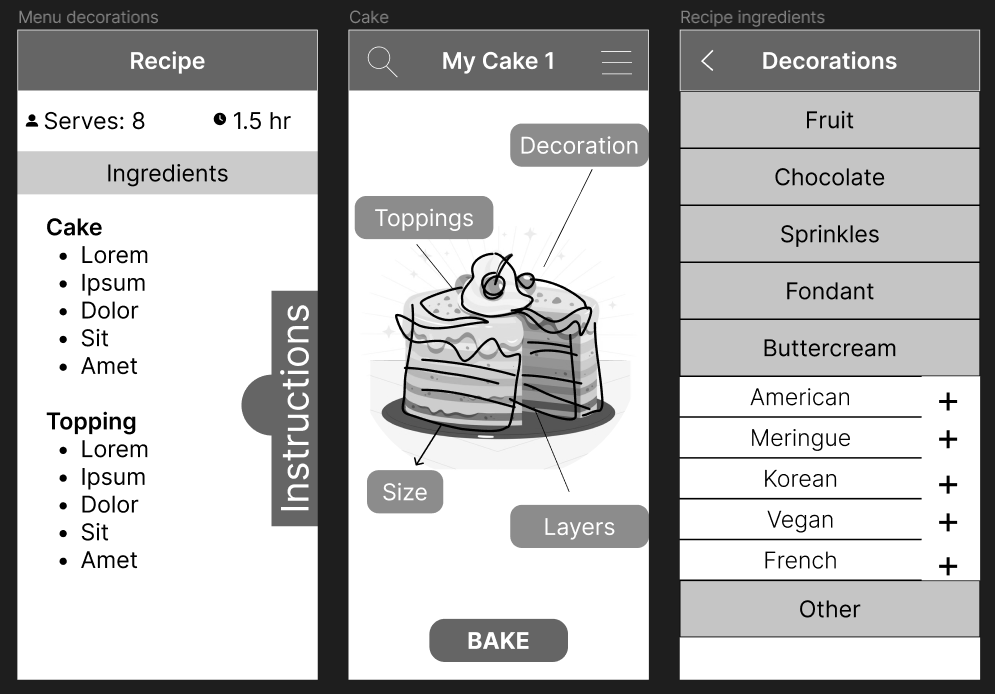 Menu decorations
Recipe
Serves: 8
1.5 hr
Ingredients
Cake
• Lorem
• Ipsum
• Dolor
• Sit
• Amet
Topping
• Lorem
• Ipsum
• Dolor
• Sit
• Amet
Instructions
Cake
My Cake 1
Decoration
Toppings
Size
Layers
BAKE
Recipe ingredients
Decorations
Fruit
Chocolate
Sprinkles
Fondant
Buttercream
American +
Meringue +
Korean +
Vegan +
French +
Other